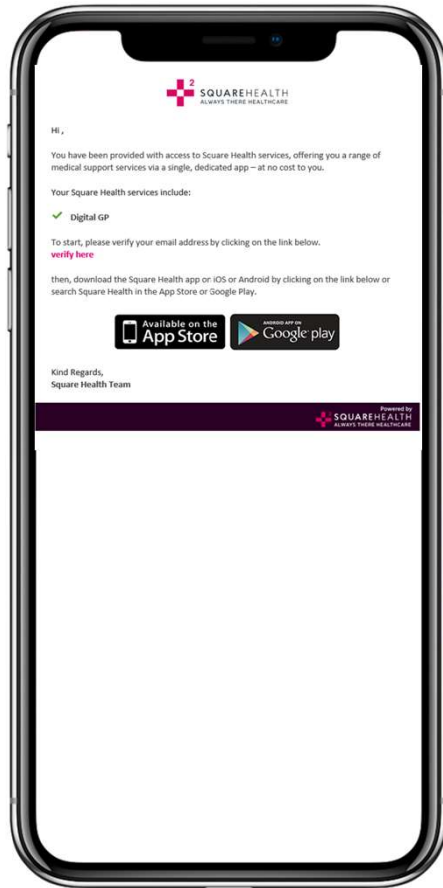 2
SQUAREHEALTH
ALWAYS THERE HEALTHCARE
Hi ,
You have been provided with access to Scuare Health services, offering you a range of
medical support services via a single, dedicated app – at no cost to you.
Your Square Health services include:
Digital GP
To start, please verify your email address by clicking on the link below.
verify here
then, download the Square Health app on iOS or Android by clicking on the link below or
search Square Health in the App Store or Google Play.
Available on the
App Store
ANDROID APP ON
Google play
Kind Regards,
Square Health Team
Powered by
SQUAREHEALTH
ALWAYS THERE HEALTHCARE